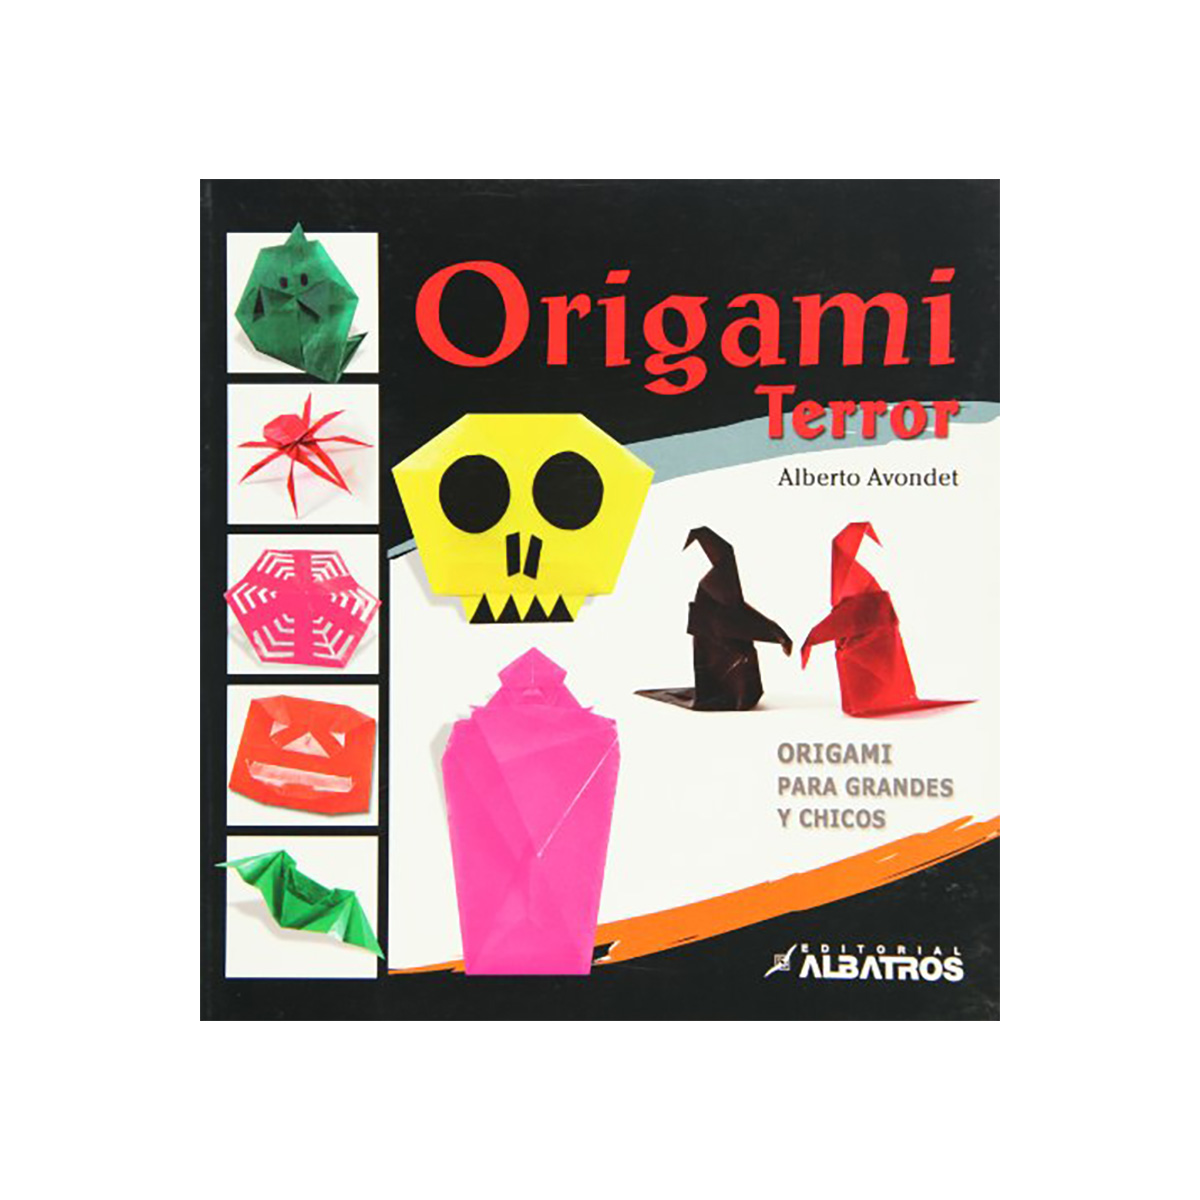 Origami
Terror
Alberto Avondet
ORIGAMI
PARA GRANDES
Y CHICOS
EDITORIAL
ALBATROS